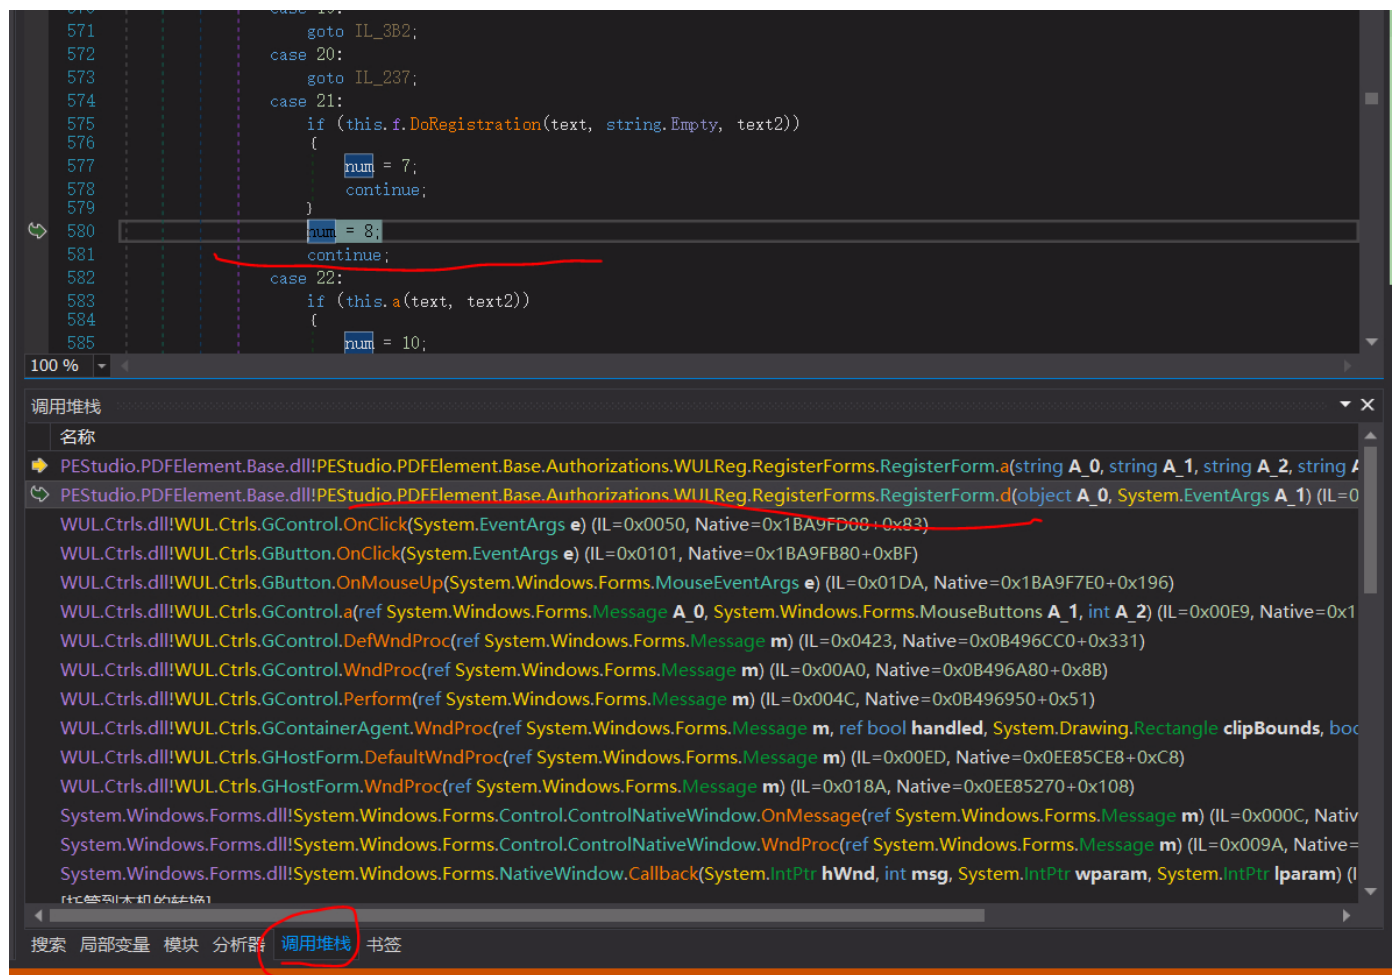 571 goto IL_3B2;
572 case 20:
573 goto IL_237;
574 case 21:
575 if (this.f.DoRegistration(text, string.Empty, text2))
576 {
577 num = 7;
578 continue;
579 }
580 num = 8;
581 continue;
582 case 22:
583 if (this.a(text, text2))
584 {
585 num = 10;
100 %
调用堆栈
名称
PEStudio.PDFElement.Base.dll!PEStudio.PDFElement.Base.Authorizations.WULReg.RegisterForms.RegisterForm.a(string A_0, string A_1, string A_2, string A
PEStudio.PDFElement.Base.dll!PEStudio.PDFElement.Base.Authorizations.WULReg.RegisterForms.RegisterForm.d(object A_0, System.EventArgs A_1) (IL=0
WUL.Ctrls.dll!WUL.Ctrls.GControl.OnClick(System.EventArgs e) (IL=0x0050, Native=0x1BA9FD08+0x83)
WUL.Ctrls.dll!WUL.Ctrls.GButton.OnClick(System.EventArgs e) (IL=0x0101, Native=0x1BA9FB80+0xBF)
WUL.Ctrls.dll!WUL.Ctrls.GButton.OnMouseUp(System.Windows.Forms.MouseEventArgs e) (IL=0x01DA, Native=0x1BA9F7E0+0x196)
WUL.Ctrls.dll!WUL.Ctrls.GControl.a(ref System.Windows.Forms.Message A_0, System.Windows.Forms.MouseButtons A_1, int A_2) (IL=0x00E9, Native=0x1
WUL.Ctrls.dll!WUL.Ctrls.GControl.DefWndProc(ref System.Windows.Forms.Message m) (IL=0x0423, Native=0x0B496CC0+0x331)
WUL.Ctrls.dll!WUL.Ctrls.GControl.WndProc(ref System.Windows.Forms.Message m) (IL=0x00A0, Native=0x0B496A80+0x8B)
WUL.Ctrls.dll!WUL.Ctrls.GControl.Perform(ref System.Windows.Forms.Message m) (IL=0x004C, Native=0x0B496950+0x51)
WUL.Ctrls.dll!WUL.Ctrls.GContainerAgent.WndProc(ref System.Windows.Forms.Message m, ref bool handled, System.Drawing.Rectangle clipBounds, boo
WUL.Ctrls.dll!WUL.Ctrls.GHostForm.DefaultWndProc(ref System.Windows.Forms.Message m) (IL=0x00ED, Native=0x0EE85CE8+0xC8)
WUL.Ctrls.dll!WUL.Ctrls.GHostForm.WndProc(ref System.Windows.Forms.Message m) (IL=0x018A, Native=0x0EE85270+0x108)
System.Windows.Forms.dll!System.Windows.Forms.Control.ControlNativeWindow.OnMessage(ref System.Windows.Forms.Message m) (IL=0x000C, Nativ
System.Windows.Forms.dll!System.Windows.Forms.Control.ControlNativeWindow.WndProc(ref System.Windows.Forms.Message m) (IL=0x009A, Native=
System.Windows.Forms.dll!System.Windows.Forms.NativeWindow.Callback(System.IntPtr hWnd, int msg, System.IntPtr wparam, System.IntPtr lparam) (I
[托管到本机的转换]
搜索 局部变量 模块 分析器 调用堆栈 书签